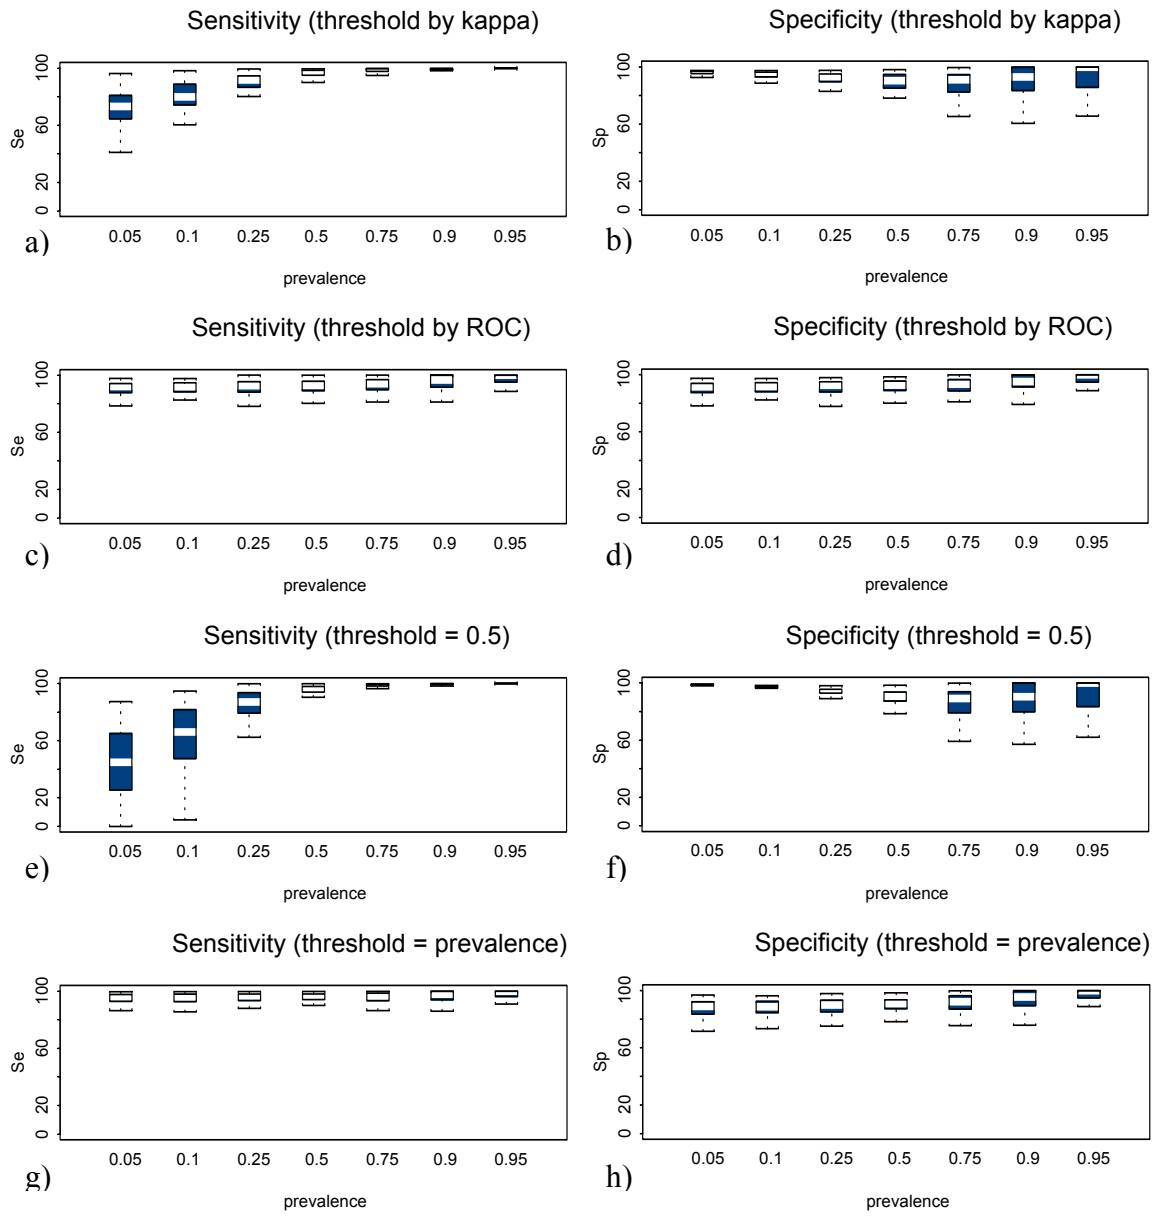 Sensitivity (threshold by kappa)
Se
0 20 60 100
0.05 0.1 0.25 0.5 0.75 0.9 0.95
a)
prevalence
Specificity (threshold by kappa)
Sp
0 20 60 100
0.05 0.1 0.25 0.5 0.75 0.9 0.95
b)
prevalence
Sensitivity (threshold by ROC)
Se
0 20 60 100
0.05 0.1 0.25 0.5 0.75 0.9 0.95
c)
prevalence
Specificity (threshold by ROC)
Sp
0 20 60 100
0.05 0.1 0.25 0.5 0.75 0.9 0.95
d)
prevalence
Sensitivity (threshold = 0.5)
Se
0 20 60 100
0.05 0.1 0.25 0.5 0.75 0.9 0.95
e)
prevalence
Specificity (threshold = 0.5)
Sp
0 20 60 100
0.05 0.1 0.25 0.5 0.75 0.9 0.95
f)
prevalence
Sensitivity (threshold = prevalence)
Se
0 20 60 100
0.05 0.1 0.25 0.5 0.75 0.9 0.95
g)
prevalence
Specificity (threshold = prevalence)
Sp
0 20 60 100
0.05 0.1 0.25 0.5 0.75 0.9 0.95
h)
prevalence